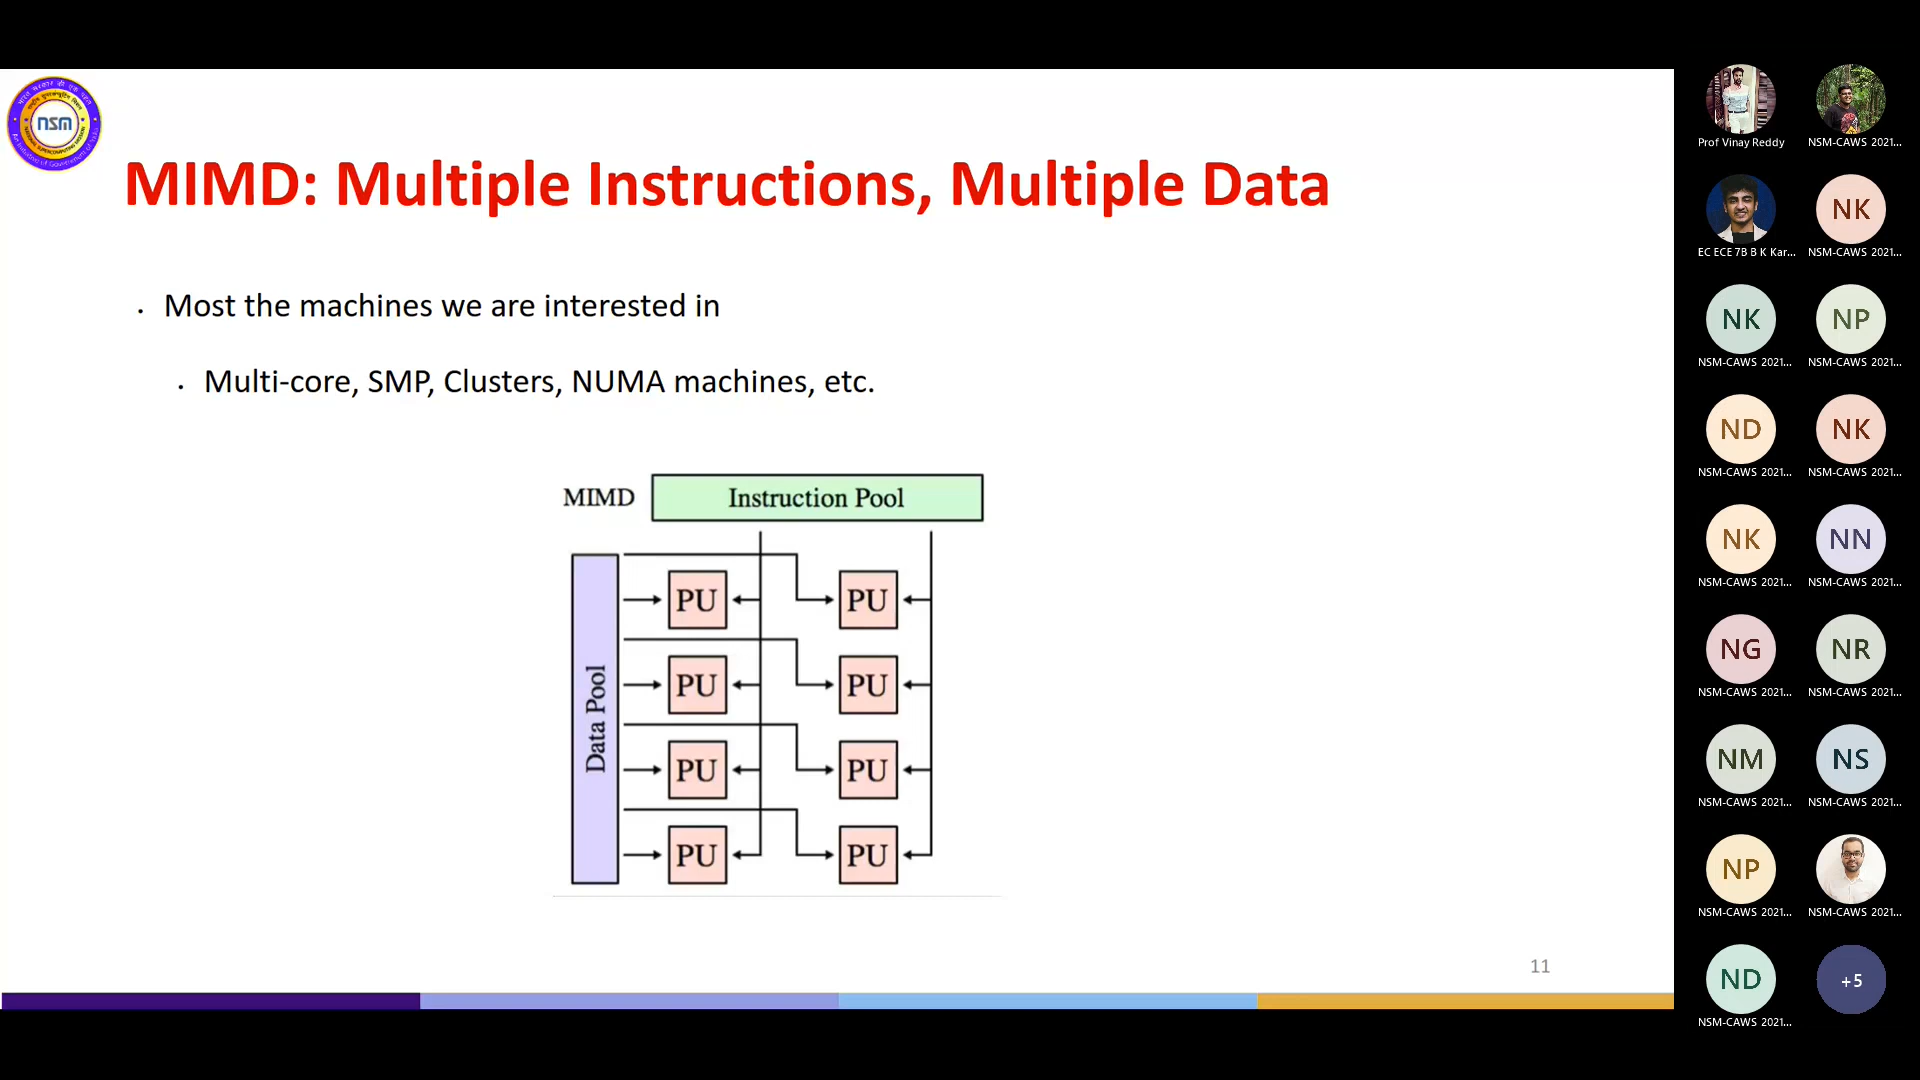 nsm
MIMD: Multiple Instructions, Multiple Data
Most the machines we are interested in
Multi-core, SMP, Clusters, NUMA machines, etc.
MIMD
Instruction Pool
Data Pool
PU
PU
PU
PU
PU
PU
PU
PU
11
Prof Vinay Reddy
NSM-CAWS 2021...
EC ECE 7B B K Kar...
NK
NSM-CAWS 2021...
NK
NSM-CAWS 2021...
NP
NSM-CAWS 2021...
ND
NSM-CAWS 2021...
NK
NSM-CAWS 2021...
NK
NSM-CAWS 2021...
NN
NSM-CAWS 2021...
NG
NSM-CAWS 2021...
NR
NSM-CAWS 2021...
NM
NSM-CAWS 2021...
NS
NSM-CAWS 2021...
NP
NSM-CAWS 2021...
NSM-CAWS 2021...
ND
NSM-CAWS 2021...
+5